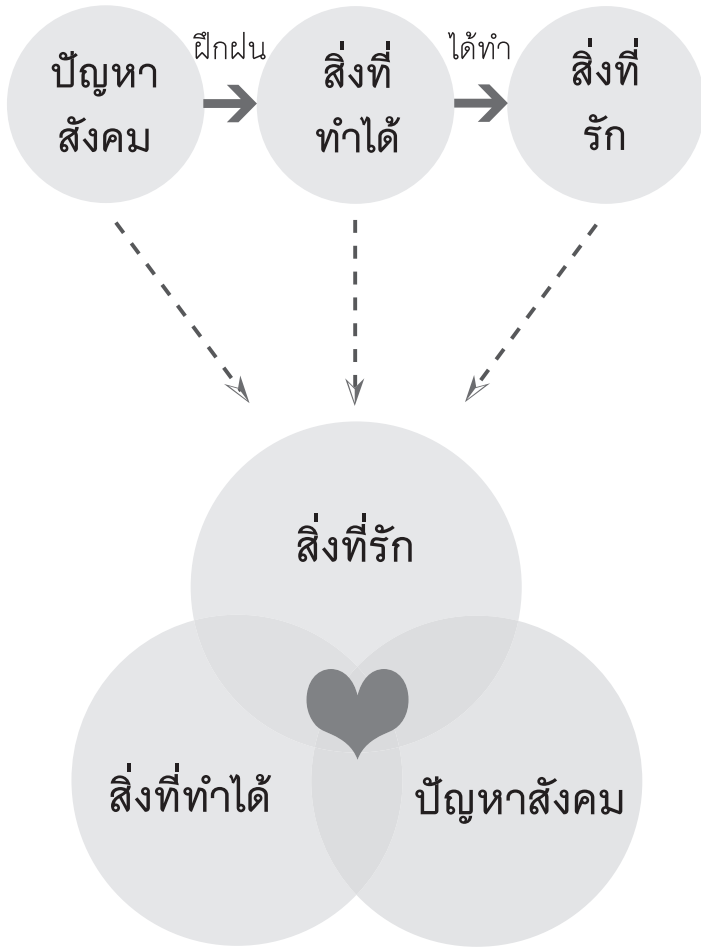 ปัญหา
สังคม
ฝึกฝน
สิ่งที่
ทำได้
ได้ทำ
สิ่งที่
รัก
สิ่งที่รัก
สิ่งที่ทำได้
ปัญหาสังคม